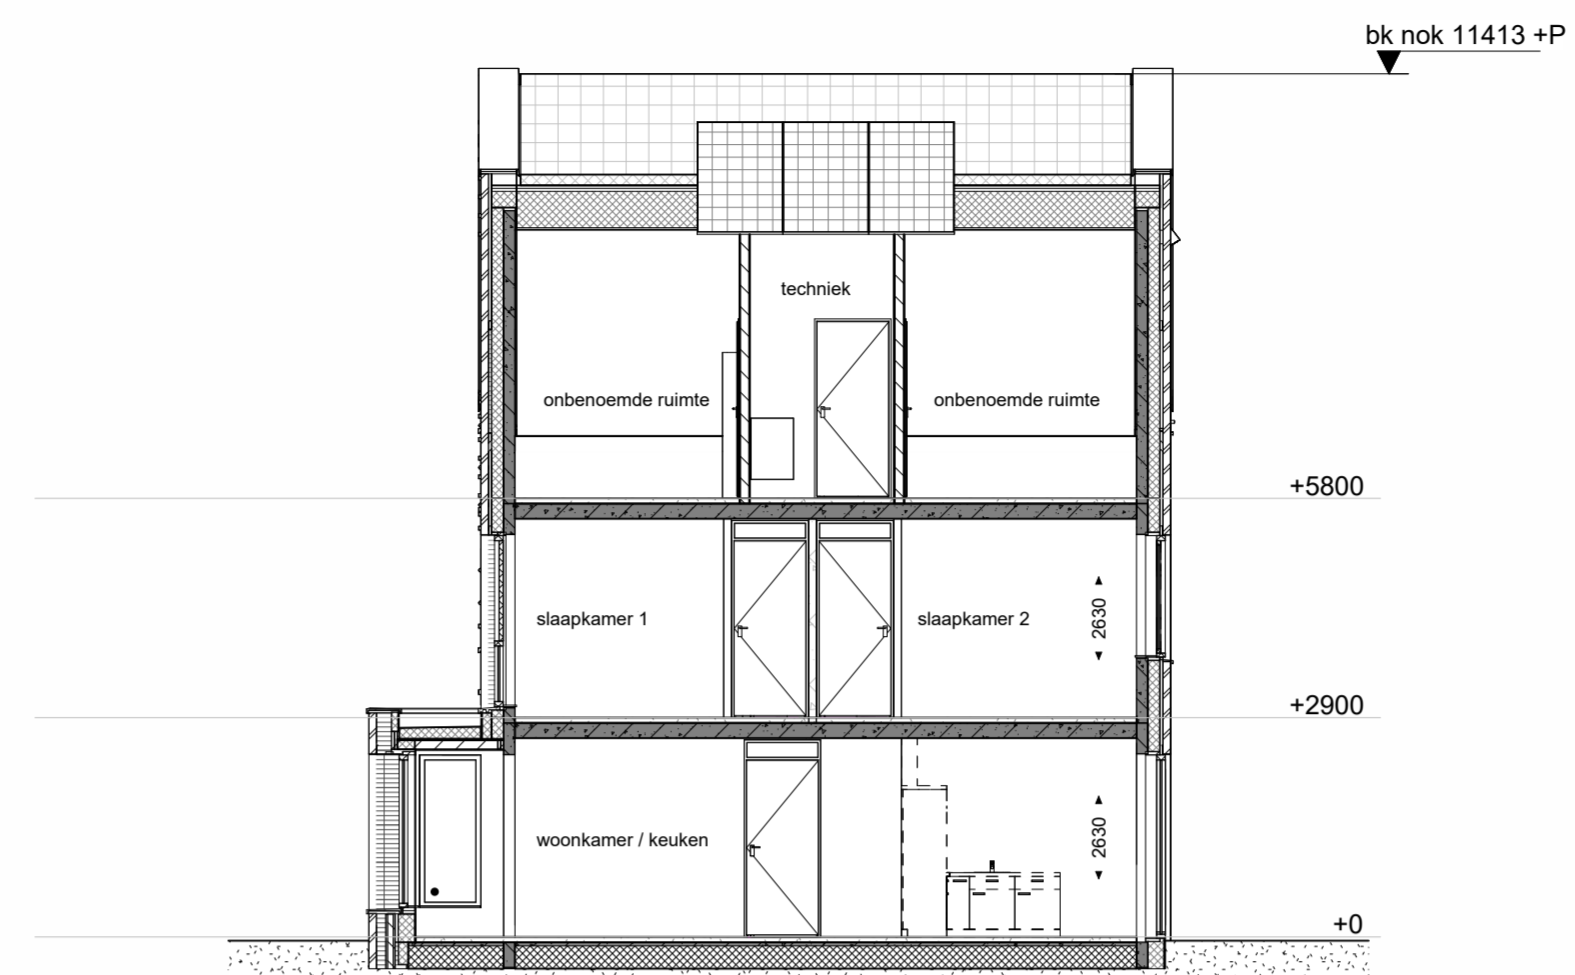 bk nok 11413 +P
techniek
onbenoemde ruimte
onbenoemde ruimte
+5800
slaapkamer 1
slaapkamer 2
2630
+2900
woonkamer / keuken
2630
+0